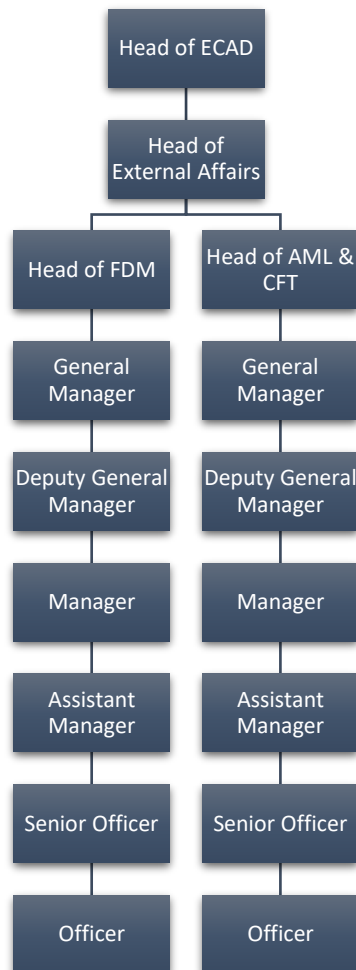 Head of ECAD
Head of
External Affairs
Head of FDM
Head of AML &
CFT
General
Manager
General
Manager
Deputy General
Manager
Deputy General
Manager
Manager
Manager
Assistant
Manager
Assistant
Manager
Senior Officer
Senior Officer
Officer
Officer